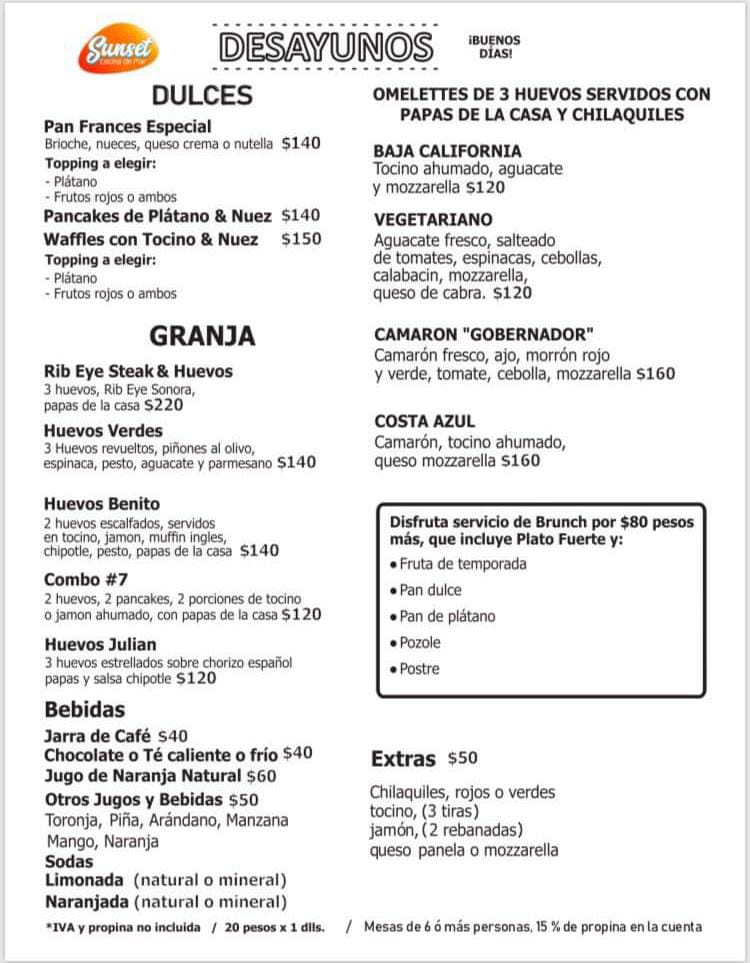 Sunset
Cocina de Mar
DESAYUNOS
¡BUENOS
DÍAS!
DULCES
Pan Frances Especial
Brioche, nueces, queso crema o nutella $140
Topping a elegir:
- Plátano
- Frutos rojos o ambos
Pancakes de Plátano & Nuez $140
Waffles con Tocino & Nuez $150
Topping a elegir:
- Plátano
- Frutos rojos o ambos
GRANJA
Rib Eye Steak & Huevos
3 huevos, Rib Eye Sonora,
papas de la casa $220
Huevos Verdes
3 Huevos revueltos, piñones al olivo,
espinaca, pesto, aguacate y parmesano $140
Huevos Benito
2 huevos escalfados, servidos
en tocino, jamon, muffin ingles,
chipotle, pesto, papas de la casa $140
Combo #7
2 huevos, 2 pancakes, 2 porciones de tocino
o jamon ahumado, con papas de la casa $120
Huevos Julian
3 huevos estrellados sobre chorizo español
papas y salsa chipotle $120
Bebidas
Jarra de Café $40
Chocolate o Té caliente o frío $40
Jugo de Naranja Natural $60
Otros Jugos y Bebidas $50
Toronja, Piña, Arándano, Manzana
Mango, Naranja
Sodas
Limonada (natural o mineral)
Naranjada (natural o mineral)
OMELETTES DE 3 HUEVOS SERVIDOS CON
PAPAS DE LA CASA Y CHILAQUILES
BAJA CALIFORNIA
Tocino ahumado, aguacate
y mozzarella $120
VEGETARIANO
Aguacate fresco, salteado
de tomates, espinacas, cebollas,
calabacin, mozzarella,
queso de cabra. $120
CAMARON "GOBERNADOR"
Camarón fresco, ajo, morrón rojo
y verde, tomate, cebolla, mozzarella $160
COSTA AZUL
Camarón, tocino ahumado,
queso mozzarella $160
Disfruta servicio de Brunch por $80 pesos
más, que incluye Plato Fuerte y:
• Fruta de temporada
• Pan dulce
• Pan de plátano
• Pozole
• Postre
Extras $50
Chilaquiles, rojos o verdes
tocino, (3 tiras)
jamón, (2 rebanadas)
queso panela o mozzarella
*IVA y propina no incluida / 20 pesos x 1 dlls. / Mesas de 6 ó más personas, 15 % de propina en la cuenta